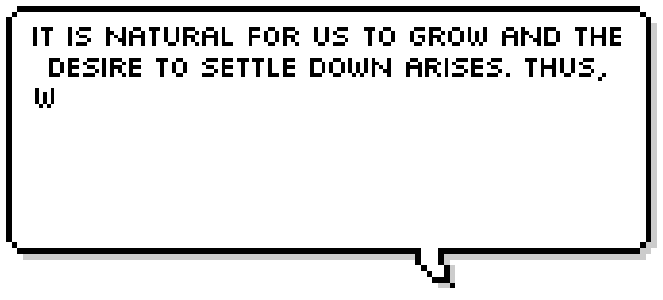 IT IS NATURAL FOR US TO GROW AND THE
DESIRE TO SETTLE DOWN ARISES. THUS,
W